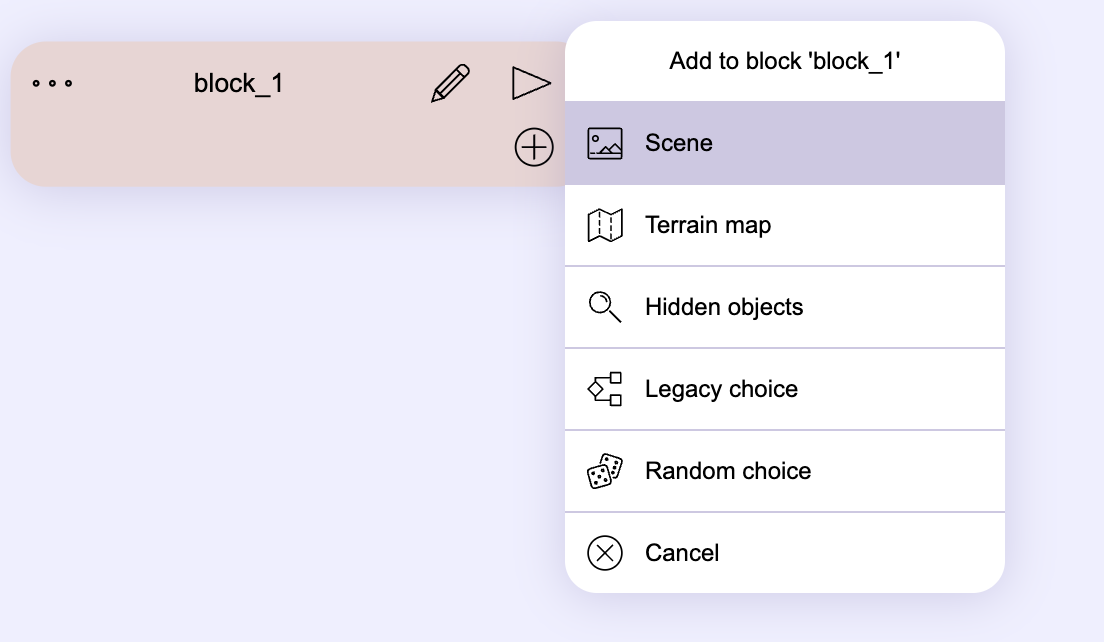 block_1
Add to block 'block_1'
Scene
Terrain map
Hidden objects
Legacy choice
Random choice
Cancel